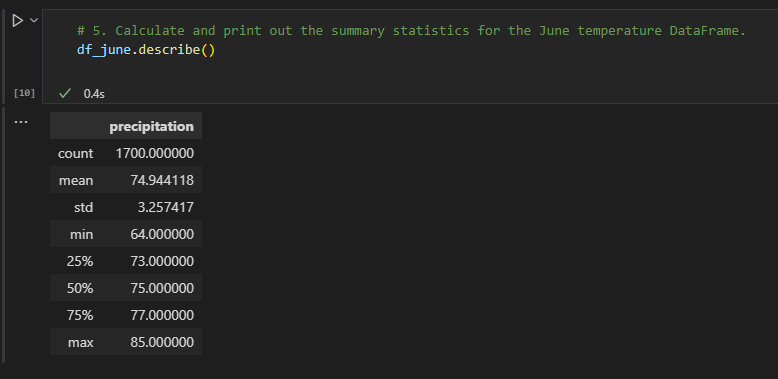 # 5. Calculate and print out the summary statistics for the June temperature DataFrame.
df_june.describe()
[10] 0.4s
...
precipitation
count 1700.000000
mean 74.944118
std 3.257417
min 64.000000
25% 73.000000
50% 75.000000
75% 77.000000
max 85.000000